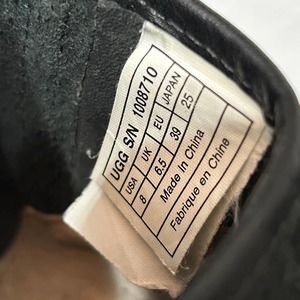 UGG S/N 1008710
USA UK EU JAPAN
8 6.5 39 25
Made In China
Fabriqué en Chine